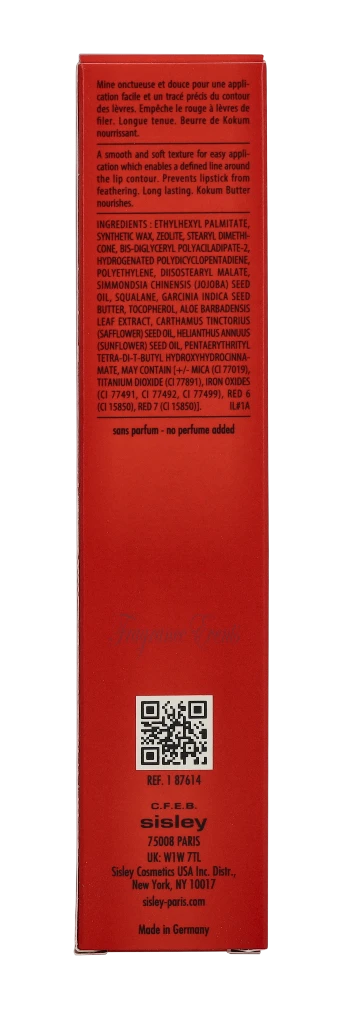 Mine onctueuse et douce pour une appli-
cation facile et un tracé précis du contour
des lèvres. Empêche le rouge à lèvres de
filer. Longue tenue. Beurre de Kokum
nourrissant.
A smooth and soft texture for easy appli-
cation which enables a defined line around
the lip contour. Prevents lipstick from
feathering. Long lasting. Kokum Butter
nourishes.
INGREDIENTS : ETHYLHEXYL PALMITATE,
SYNTHETIC WAX, ZEOLITE, STEARYL DIMETHI-
CONE, BIS-DIGLYCERYL POLYACILADIPATE-2,
HYDROGENATED POLYDICYCLOPENTADIENE,
POLYETHYLENE, DIISOSTEARYL MALATE,
SIMMONDSIA CHINENSIS (JOJOBA) SEED
OIL, SQUALANE, GARCINIA INDICA SEED
BUTTER, TOCOPHEROL, ALOE BARBADENSIS
LEAF EXTRACT, CARTHAMUS TINCTORIUS
(SAFFLOWER) SEED OIL, HELIANTHUS ANNUUS
(SUNFLOWER) SEED OIL, PENTAERYTHRITYL
TETRA-DI-T-BUTYL HYDROXYHYDROCINNA-
MATE, MAY CONTAIN [+/- MICA (CI 77019),
TITANIUM DIOXIDE (CI 77891), IRON OXIDES
(CI 77491, CI 77492, CI 77499), RED 6
(CI 15850), RED 7 (CI 15850)]. IL#1A
sans parfum - no perfume added
REF. 1 87614
C.F.E.B.
sisley
75008 PARIS
UK: W1W 7TL
Sisley Cosmetics USA Inc. Distr.,
New York, NY 10017
sisley-paris.com
Made in Germany